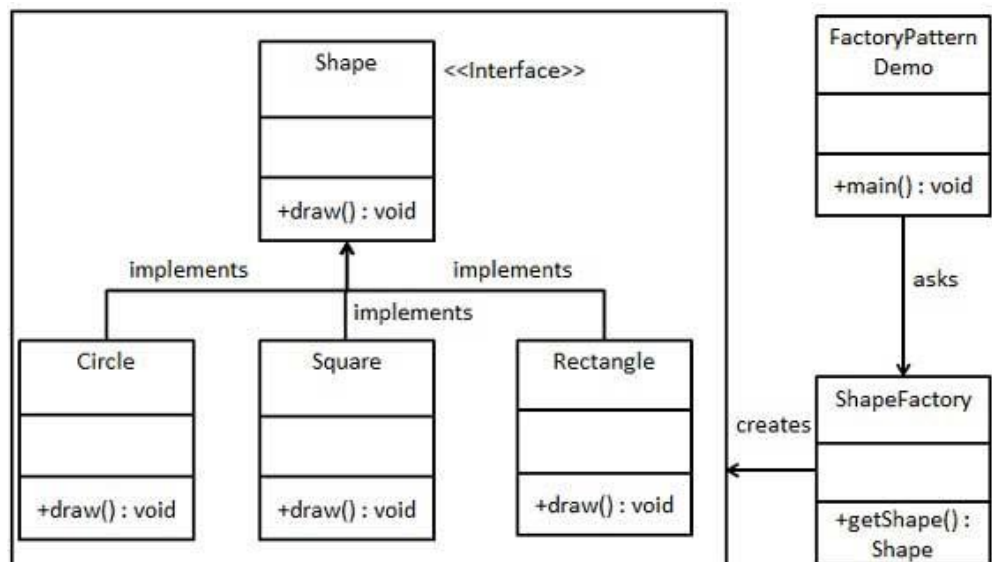 Shape
<<Interface>>
+draw() : void
implements
implements
implements
Circle
+draw() : void
Square
+draw() : void
Rectangle
+draw() : void
FactoryPattern
Demo
+main() : void
asks
ShapeFactory
+getShape() :
Shape
creates